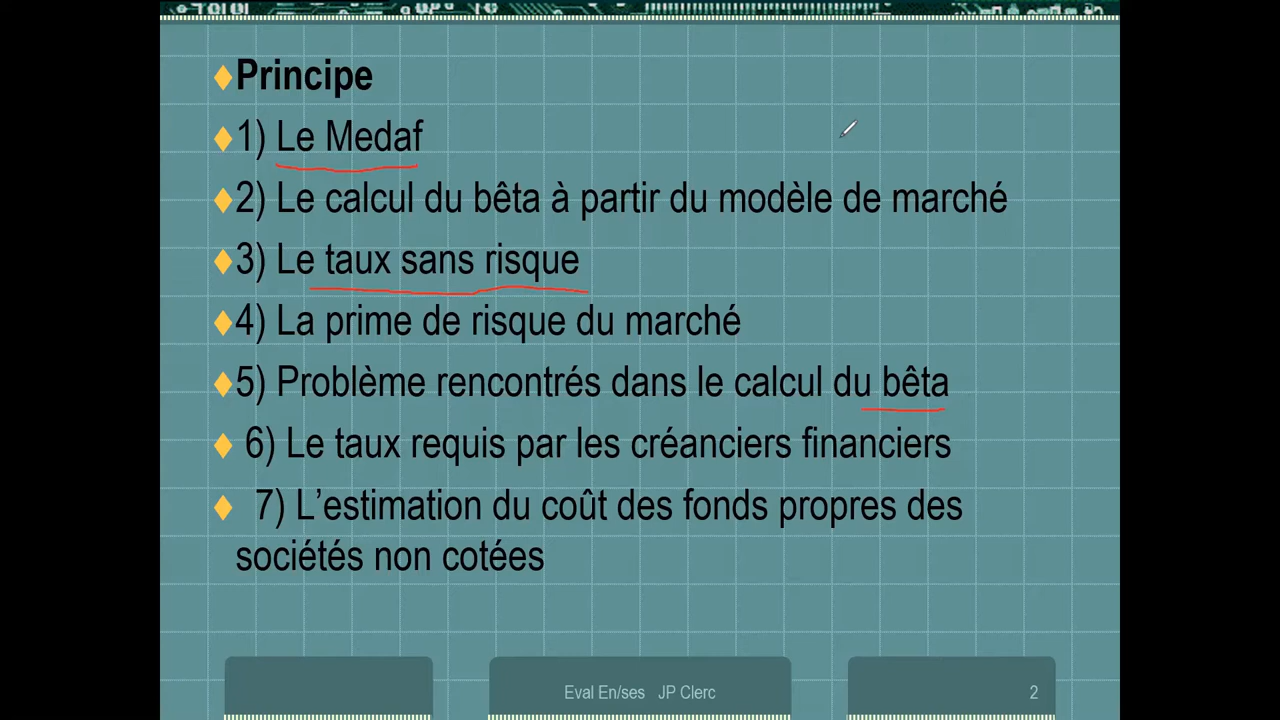 Principe
1) Le Medaf
2) Le calcul du bêta à partir du modèle de marché
3) Le taux sans risque
4) La prime de risque du marché
5) Problème rencontrés dans le calcul du bêta
6) Le taux requis par les créanciers financiers
7) L’estimation du coût des fonds propres des
sociétés non cotées
Eval En/ses JP Clerc 2